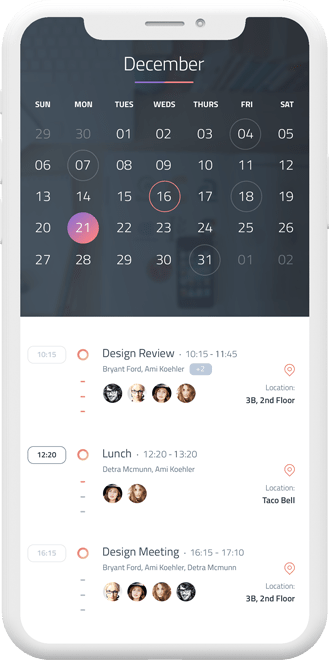 December
SUN MON TUES WEDS THURS FRI SAT
29 30 01 02 03 04 05
06 07 08 09 10 11 12
13 14 15 16 17 18 19
20 21 22 23 24 25 26
27 28 29 30 31 01 02
10:15 Design Review · 10:15 - 11:45
Bryant Ford, Ami Koehler +2
Location:
3B, 2nd Floor
12:20 Lunch · 12:20 - 13:20
Detra Mcmunn, Ami Koehler
Location:
Taco Bell
16:15 Design Meeting · 16:15 - 17:10
Bryant Ford, Ami Koehler, Detra Mcmunn
Location:
3B, 2nd Floor